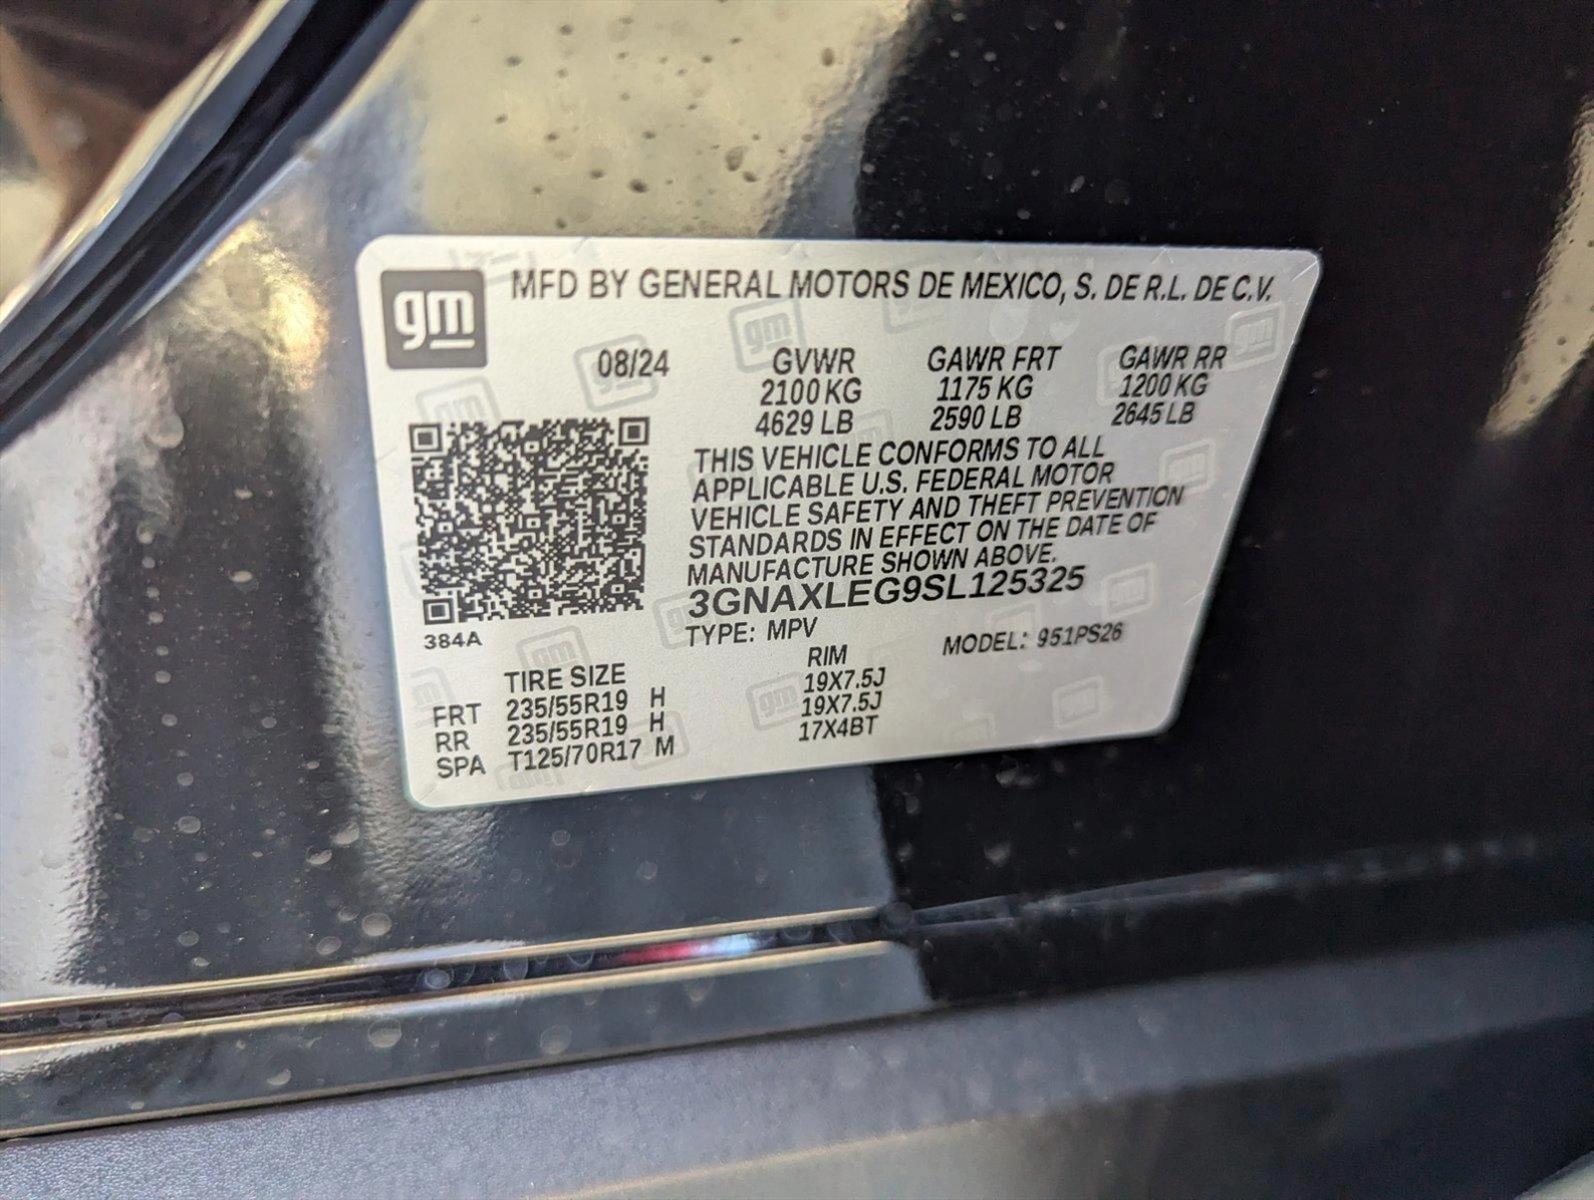 gm
MFD BY GENERAL MOTORS DE MEXICO, S. DE R.L. DE C.V.
08/24 GVWR GAWR FRT GAWR RR
2100 KG 1175 KG 1200 KG
4629 LB 2590 LB 2645 LB
THIS VEHICLE CONFORMS TO ALL
APPLICABLE U.S. FEDERAL MOTOR
VEHICLE SAFETY AND THEFT PREVENTION
STANDARDS IN EFFECT ON THE DATE OF
MANUFACTURE SHOWN ABOVE.
3GNAXLEG9SL125325
384A TYPE: MPV MODEL: 951PS26
TIRE SIZE RIM
FRT 235/55R19 H 19X7.5J
RR 235/55R19 H 19X7.5J
SPA T125/70R17 M 17X4BT